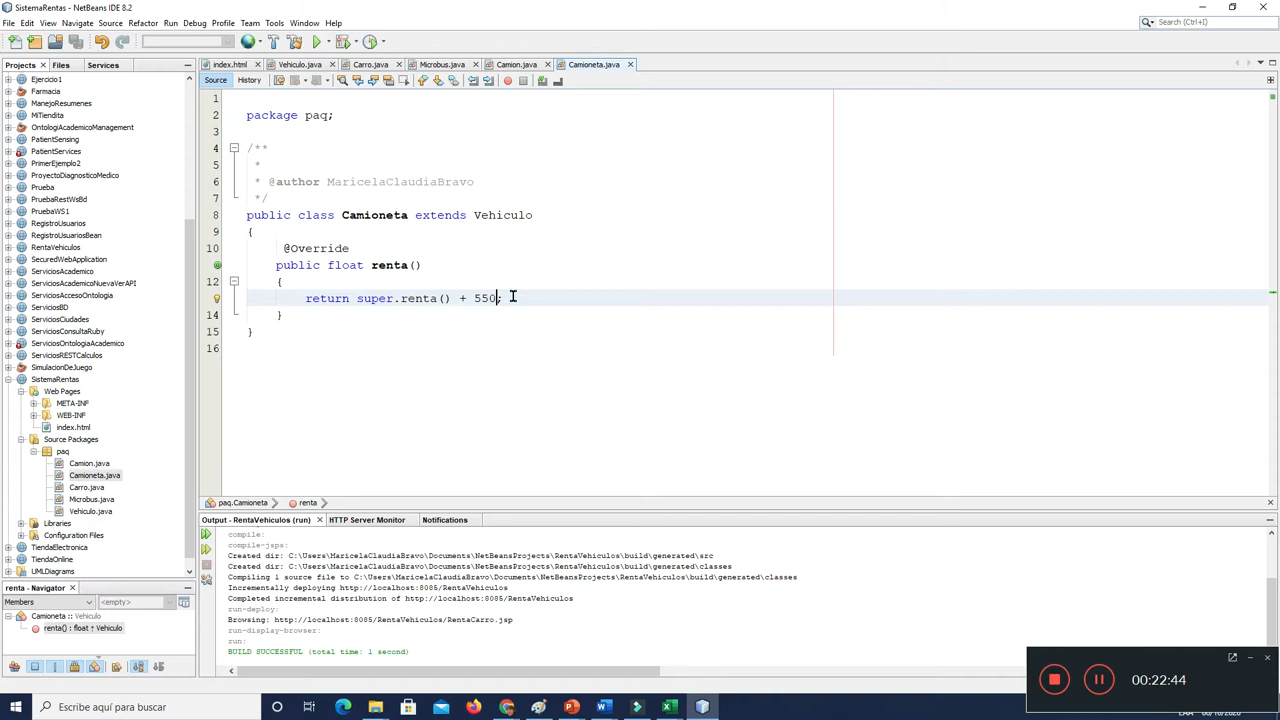 SistemaRentas - NetBeans IDE 8.2
File Edit View Navigate Source Refactor Run Debug Profile Team Tools Window Help
Search (Ctrl+I)
Projects Files Services
index.html Vehiculo.java Carro.java Microbus.java Camion.java Camioneta.java
Source History
Ejercicio1
Farmacia
ManejoResumenes
MiTiendita
OntologiAcademicoManagement
PatientSensing
PatientServices
PrimerEjemplo2
ProyectoDiagnosticoMedico
Prueba
PruebaRestWsBd
PruebaWS1
RegistroUsuarios
RegistroUsuariosBean
RentaVehiculos
SecuredWebApplication
ServiciosAcademico
ServiciosAcademicoNuevaVerAPI
ServiciosAccesoOntologia
ServiciosBD
ServiciosCiudades
ServiciosConsultaRuby
ServiciosOntologiaAcademico
ServiciosRESTCalculos
SimulacionDeJuego
SistemaRentas
Web Pages
META-INF
WEB-INF
index.html
Source Packages
paq
Camion.java
Camioneta.java
Carro.java
Microbus.java
Vehiculo.java
Libraries
Configuration Files
TiendaElectronica
TiendaOnline
UMLDiagrams
1
2 package paq;
3
4 /**
5 *
6 * @author MaricelaClaudiaBravo
7 */
8 public class Camioneta extends Vehiculo
9 {
10 @Override
public float renta()
12 {
return super.renta() + 550;
14 }
15 }
16
paq.Camioneta renta
renta - Navigator
Members <empty>
Camioneta :: Vehiculo
renta() : float ↑ Vehiculo
Output - RentaVehiculos (run) HTTP Server Monitor Notifications
compile:
compile-jsps:
Created dir: C:\Users\MaricelaClaudiaBravo\Documents\NetBeansProjects\RentaVehiculos\build\generated\src
Created dir: C:\Users\MaricelaClaudiaBravo\Documents\NetBeansProjects\RentaVehiculos\build\generated\classes
Compiling 1 source file to C:\Users\MaricelaClaudiaBravo\Documents\NetBeansProjects\RentaVehiculos\build\generated\classes
Incrementally deploying http://localhost:8085/RentaVehiculos
Completed incremental distribution of http://localhost:8085/RentaVehiculos
run-deploy:
Browsing: http://localhost:8085/RentaVehiculos/RentaCarro.jsp
run-display-browser:
run:
BUILD SUCCESSFUL (total time: 1 second)
00:22:44
Escribe aquí para buscar